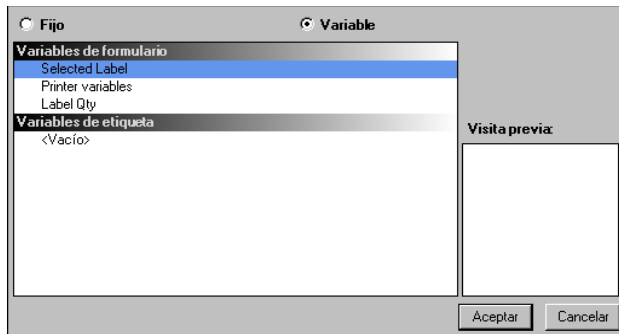 Fijo
Variable
Variables de formulario
Selected Label
Printer variables
Label Qty
Variables de etiqueta
<Vacío>
Visita previa:
Aceptar
Cancelar